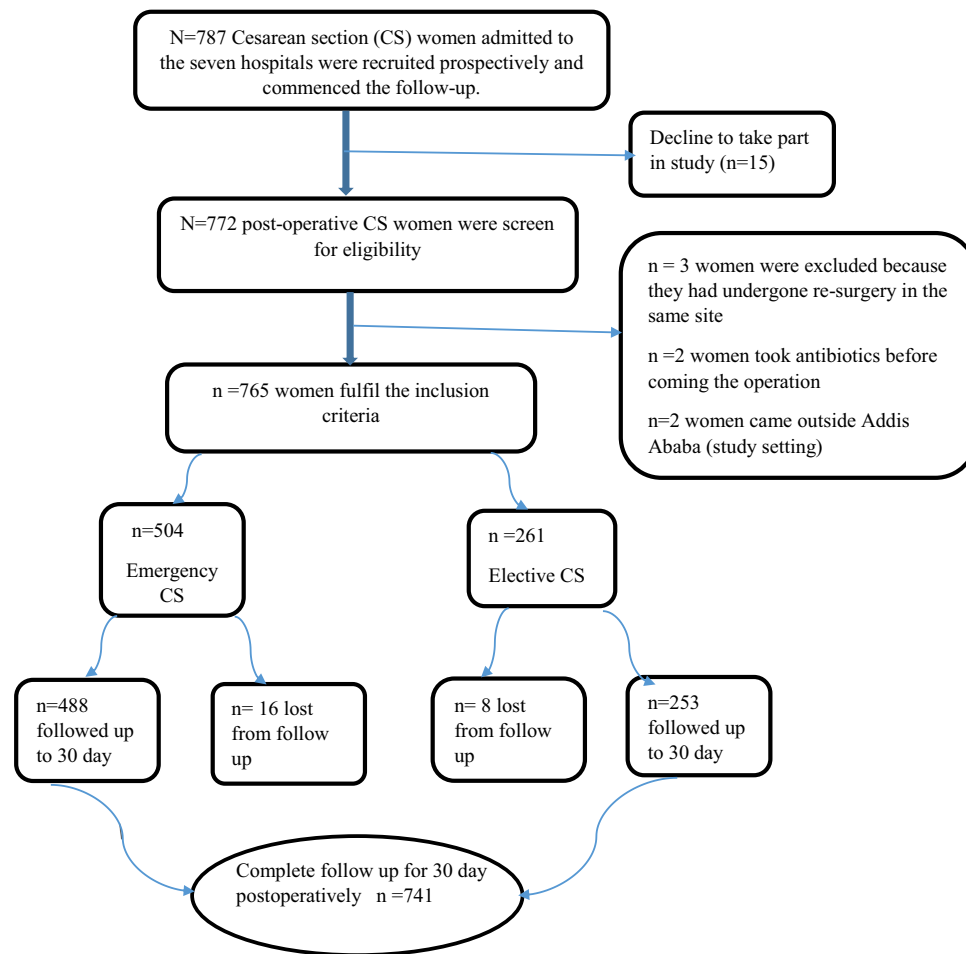 N=787 Cesarean section (CS) women admitted to
the seven hospitals were recruited prospectively and
commenced the follow-up.
Decline to take part
in study (n=15)
N=772 post-operative CS women were screen
for eligibility
n = 3 women were excluded because
they had undergone re-surgery in the
same site
n =2 women took antibiotics before
coming the operation
n=2 women came outside Addis
Ababa (study setting)
n =765 women fulfil the inclusion
criteria
n=504
Emergency
CS
n =261
Elective CS
n=488
followed up
to 30 day
n= 16 lost
from follow
up
n= 8 lost
from follow
up
n=253
followed up
to 30 day
Complete follow up for 30 day
postoperatively n =741